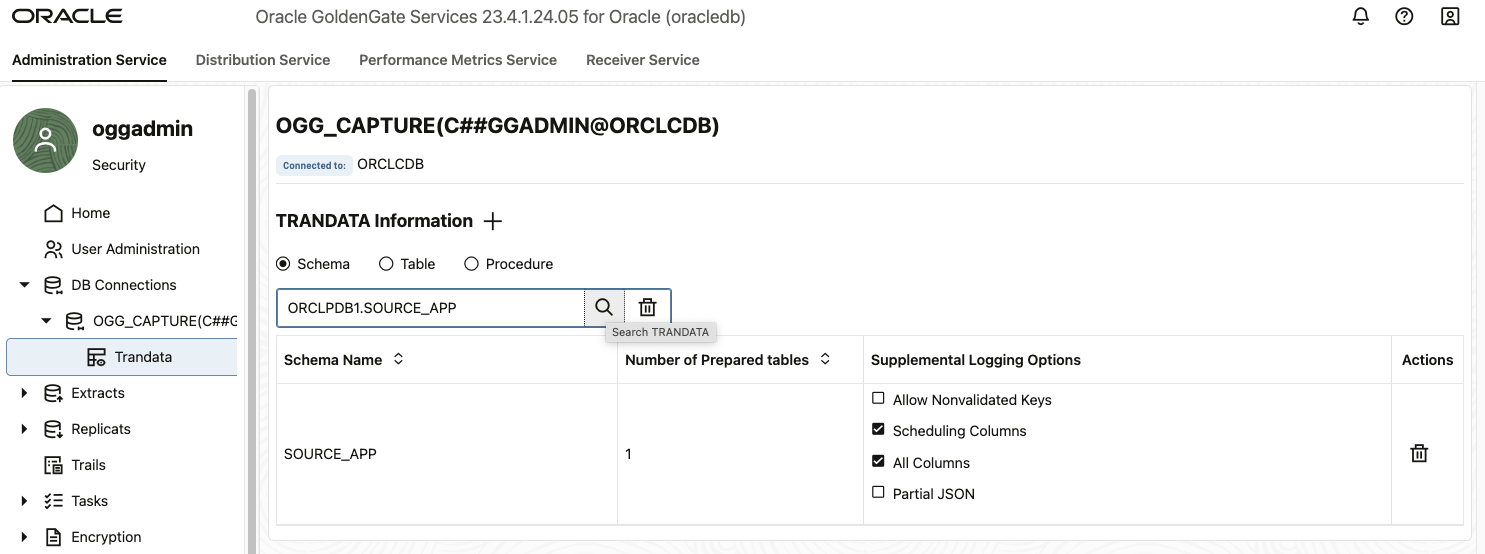 ORACLE Oracle GoldenGate Services 23.4.1.24.05 for Oracle (oracledb)
Administration Service Distribution Service Performance Metrics Service Receiver Service
oggadmin
Security
Home
User Administration
DB Connections
OGG_CAPTURE(C##G
Trandata
Extracts
Replicats
Trails
Tasks
Encryption
OGG_CAPTURE(C##GGADMIN@ORCLCDB)
Connected to: ORCLCDB
TRANDATA Information
Schema Table Procedure
ORCLPDB1.SOURCE_APP
Search TRANDATA
Schema Name Number of Prepared tables Supplemental Logging Options Actions
SOURCE_APP 1
Allow Nonvalidated Keys
Scheduling Columns
All Columns
Partial JSON